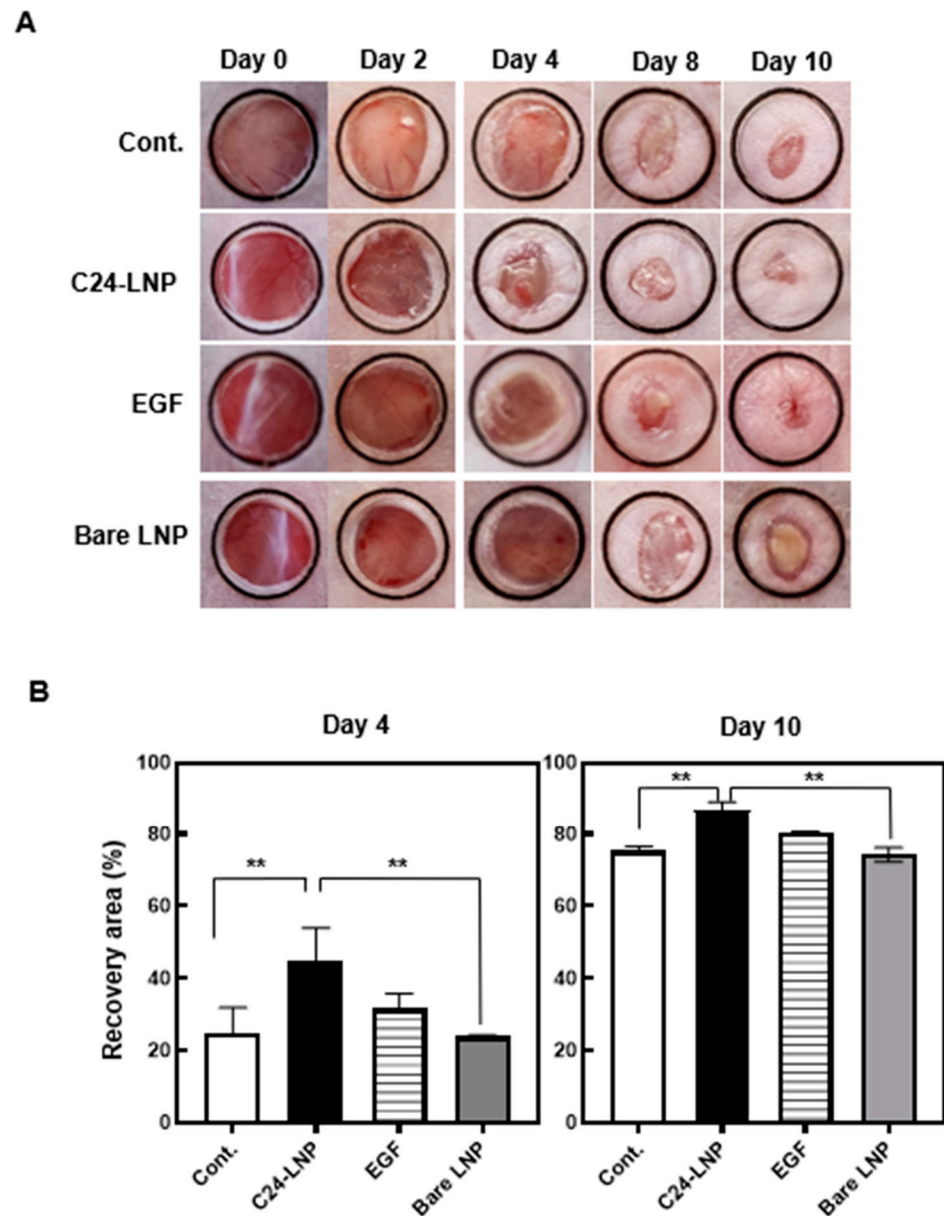 A
Day 0 Day 2 Day 4 Day 8 Day 10
Cont.
C24-LNP
EGF
Bare LNP
B
Day 4 Day 10
Recovery area (%)
100 100
80 80
60 60
40 40
20 20
0 0
** ** ** **
Cont. C24-LNP EGF Bare LNP Cont. C24-LNP EGF Bare LNP